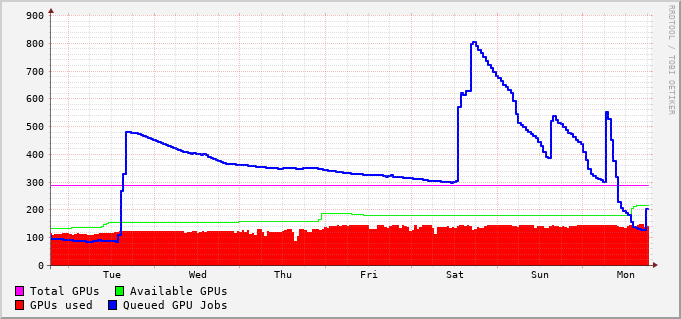 900
800
700
600
500
400
300
200
100
0
Tue Wed Thu Fri Sat Sun Mon
RRDTOOL / TOBI OETIKER
Total GPUs Available GPUs
GPUs used Queued GPU Jobs